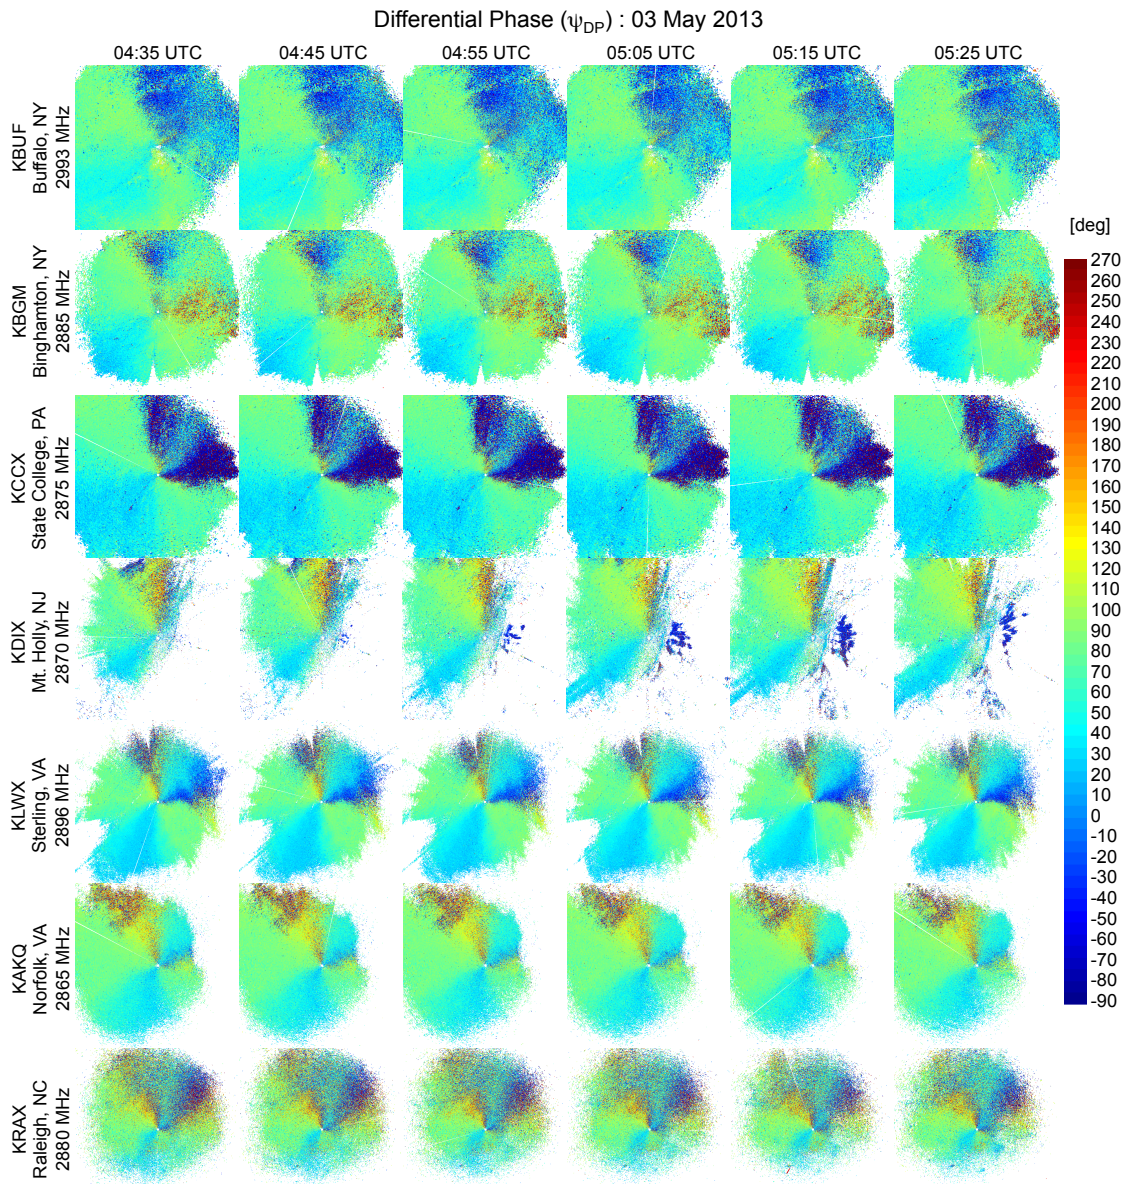 Differential Phase (ψDP) : 03 May 2013
04:35 UTC 04:45 UTC 04:55 UTC 05:05 UTC 05:15 UTC 05:25 UTC
KBUF
Buffalo, NY
2993 MHz
KBGM
Binghamton, NY
2885 MHz
KCCX
State College, PA
2875 MHz
KDIX
Mt. Holly, NJ
2870 MHz
KLWX
Sterling, VA
2896 MHz
KAKQ
Norfolk, VA
2865 MHz
KRAX
Raleigh, NC
2880 MHz
[deg]
270
260
250
240
230
220
210
200
190
180
170
160
150
140
130
120
110
100
90
80
70
60
50
40
30
20
10
0
-10
-20
-30
-40
-50
-60
-70
-80
-90